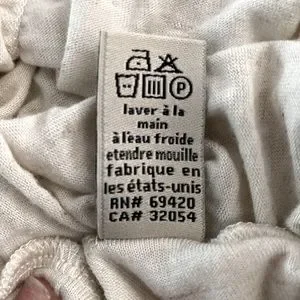 P
laver à la
main
à l'eau froide
etendre mouille
fabrique en
les états-unis
RN# 69420
CA# 32054